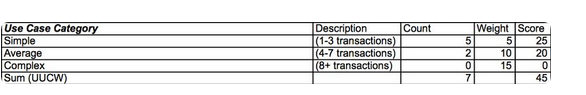 Use Case Category Description Count Weight Score
Simple (1-3 transactions) 5 5 25
Average (4-7 transactions) 2 10 20
Complex (8+ transactions) 0 15 0
Sum (UUCW) 7 45